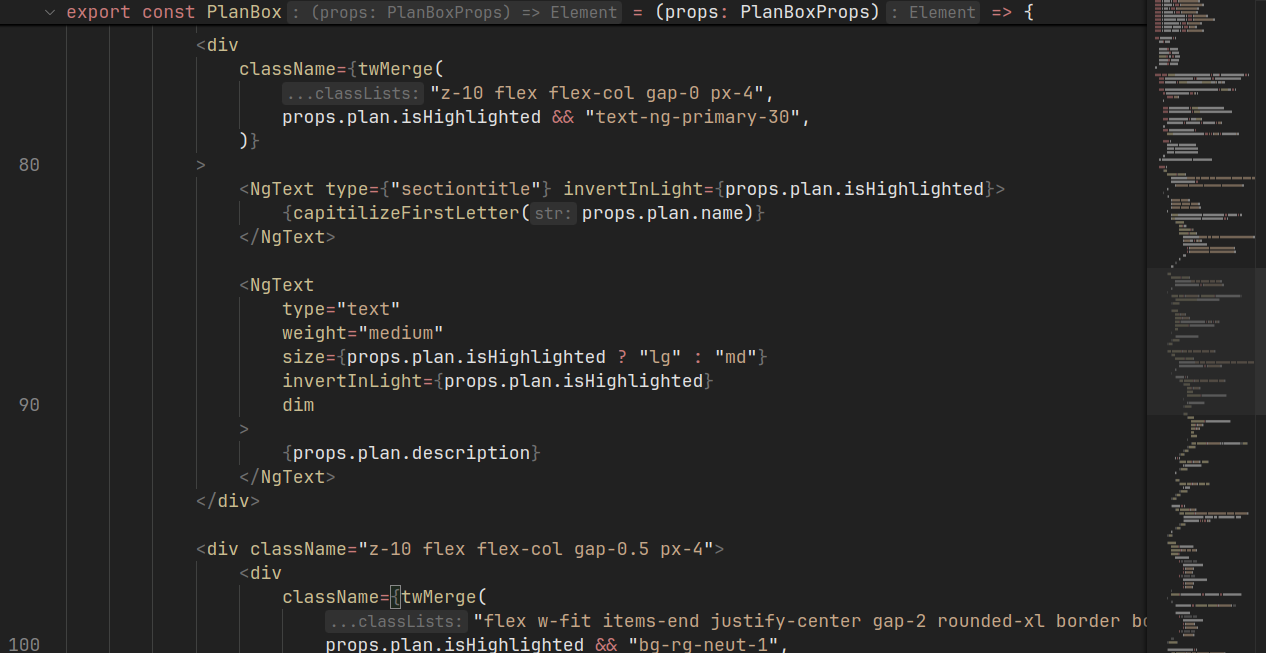 export const PlanBox : (props: PlanBoxProps) => Element = (props: PlanBoxProps) : Element => {
<div
className={twMerge(
...classLists: "z-10 flex flex-col gap-0 px-4",
props.plan.isHighlighted && "text-ng-primary-30",
)}
80 >
<NgText type={"sectiontitle"} invertInLight={props.plan.isHighlighted}>
{capitilizeFirstLetter( str: props.plan.name)}
</NgText>
<NgText
type="text"
weight="medium"
size={props.plan.isHighlighted ? "lg" : "md"}
invertInLight={props.plan.isHighlighted}
90 dim
>
{props.plan.description}
</NgText>
</div>
<div className="z-10 flex flex-col gap-0.5 px-4">
<div
className={twMerge(
...classLists: "flex w-fit items-end justify-center gap-2 rounded-xl border
100 props.plan.isHighlighted && "bg-rg-neut-1",